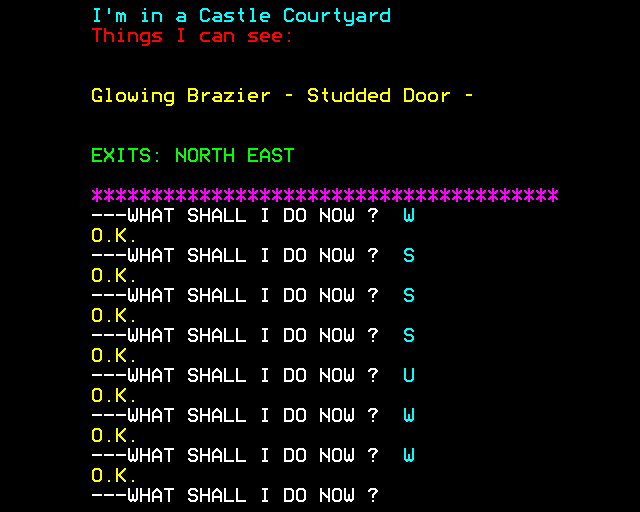 I'm in a Castle Courtyard
Things I can see:
Glowing Brazier - Studded Door -
EXITS: NORTH EAST
***************************************
---WHAT SHALL I DO NOW ?  W
O.K.
---WHAT SHALL I DO NOW ?  S
O.K.
---WHAT SHALL I DO NOW ?  S
O.K.
---WHAT SHALL I DO NOW ?  S
O.K.
---WHAT SHALL I DO NOW ?  U
O.K.
---WHAT SHALL I DO NOW ?  W
O.K.
---WHAT SHALL I DO NOW ?  W
O.K.
---WHAT SHALL I DO NOW ?